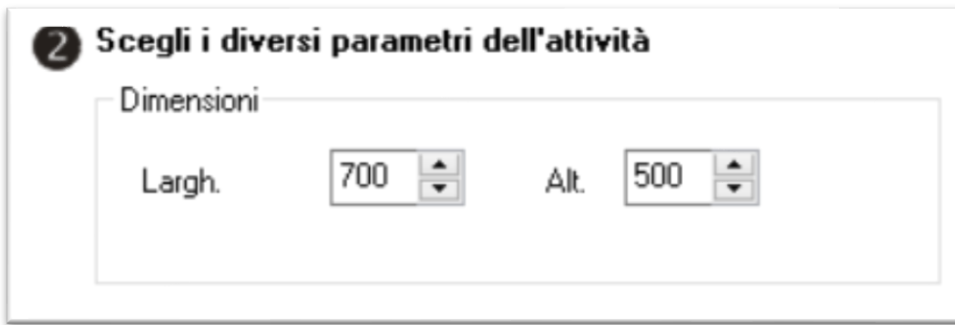 2 Scegli i diversi parametri dell'attività
Dimensioni
Largh. 700 Alt. 500